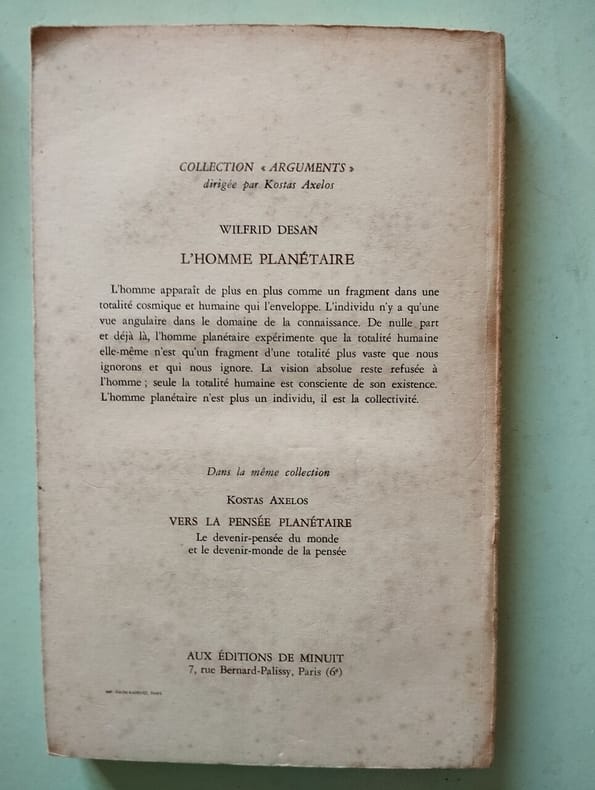 COLLECTION « ARGUMENTS »
dirigée par Kostas Axelos
WILFRID DESAN
L'HOMME PLANÉTAIRE
L'homme apparaît de plus en plus comme un fragment dans une
totalité cosmique et humaine qui l'enveloppe. L'individu n'y a qu'une
vue angulaire dans le domaine de la connaissance. De nulle part
et déjà là, l'homme planétaire expérimente que la totalité humaine
elle-même n'est qu'un fragment d'une totalité plus vaste que nous
ignorons et qui nous ignore. La vision absolue reste refusée à
l'homme ; seule la totalité humaine est consciente de son existence.
L'homme planétaire n'est plus un individu, il est la collectivité.
Dans la même collection
KOSTAS AXELOS
VERS LA PENSÉE PLANÉTAIRE
Le devenir-pensée du monde
et le devenir-monde de la pensée
AUX ÉDITIONS DE MINUIT
7, rue Bernard-Palissy, Paris (6ᵉ)